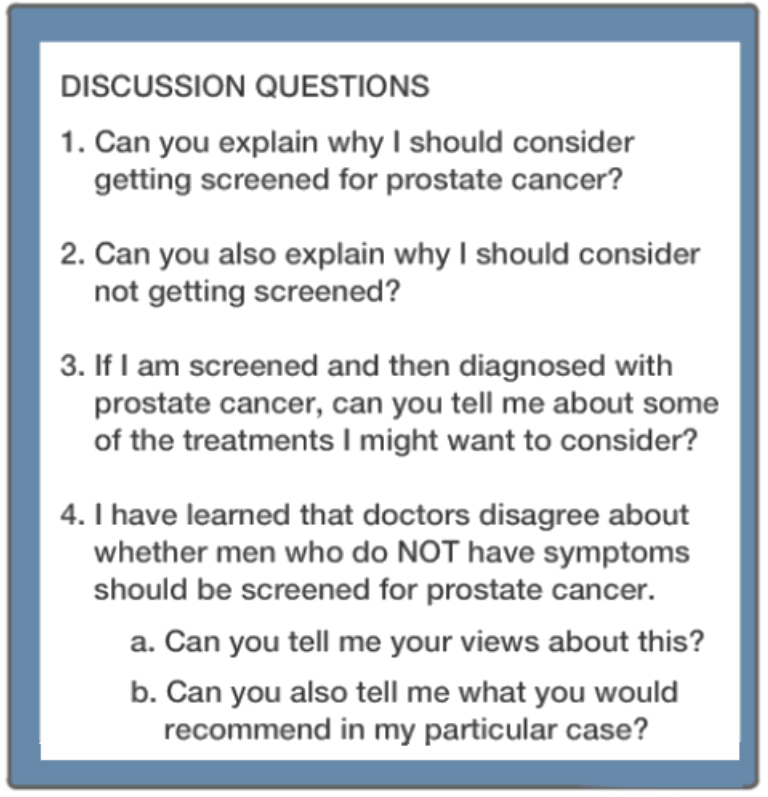 DISCUSSION QUESTIONS
1. Can you explain why I should consider
getting screened for prostate cancer?
2. Can you also explain why I should consider
not getting screened?
3. If I am screened and then diagnosed with
prostate cancer, can you tell me about some
of the treatments I might want to consider?
4. I have learned that doctors disagree about
whether men who do NOT have symptoms
should be screened for prostate cancer.
a. Can you tell me your views about this?
b. Can you also tell me what you would
recommend in my particular case?